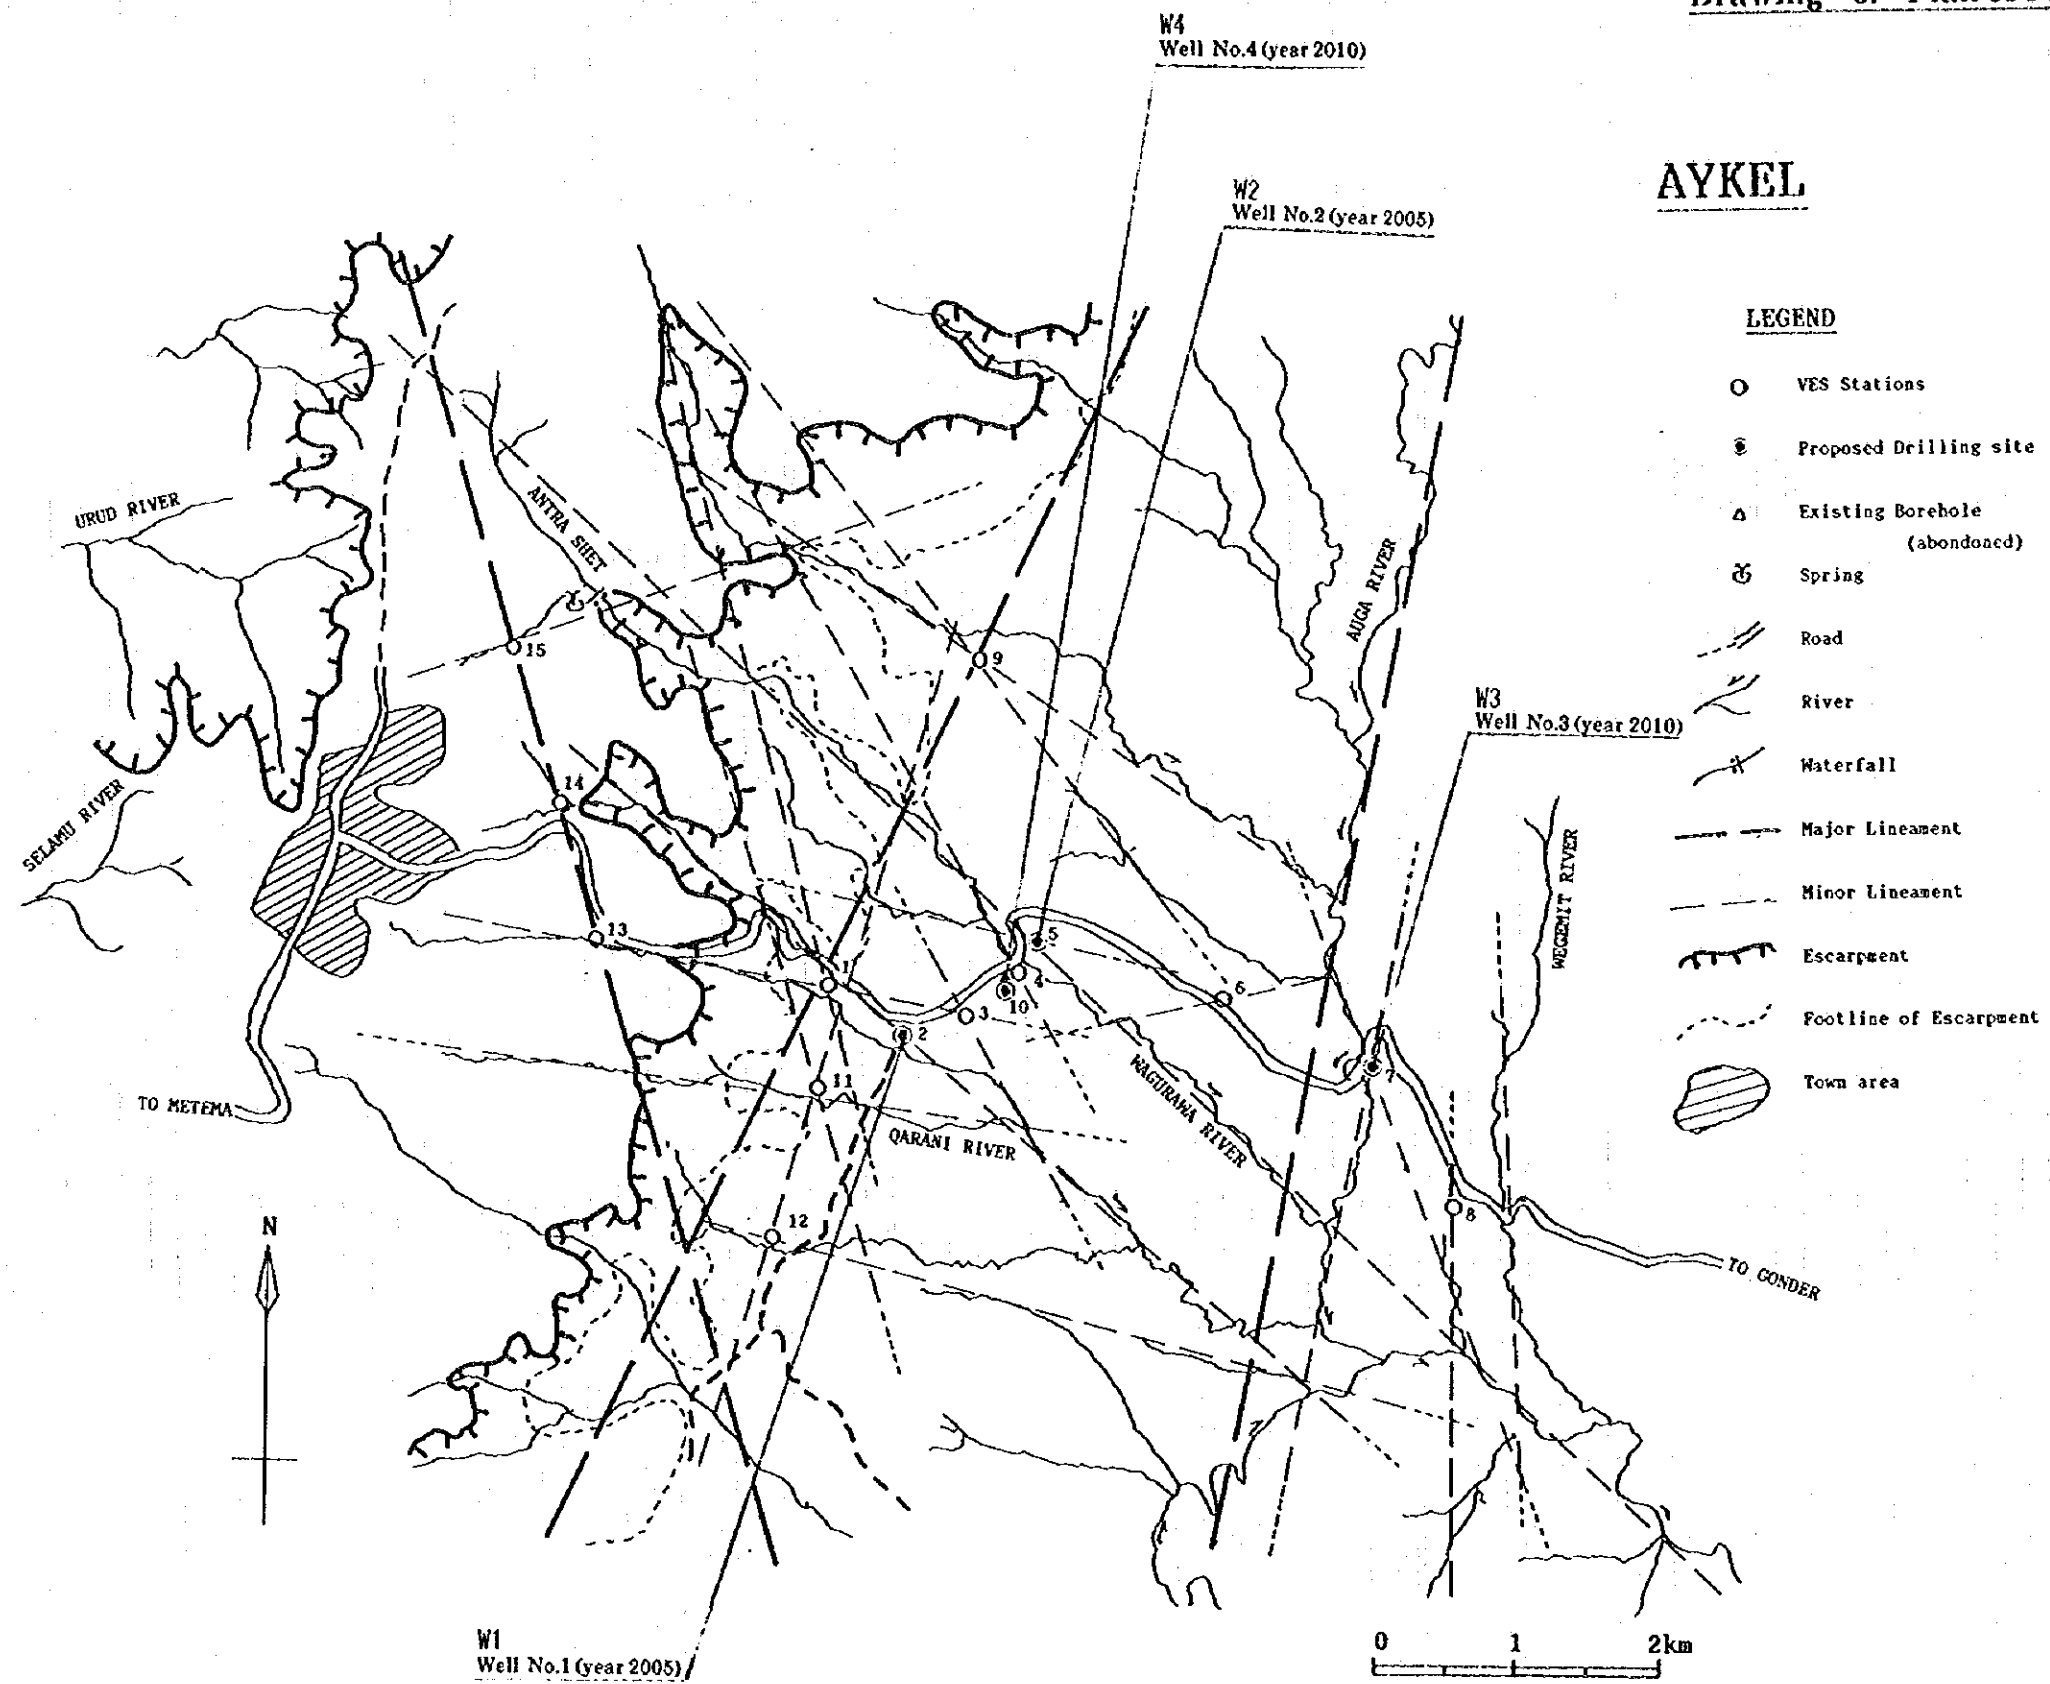 Drawing
W4
Well No.4 (year 2010)
AYKEL
W2
Well No.2 (year 2005)
LEGEND
VES Stations
Proposed Drilling site
Existing Borehole
(abondoned)
Spring
Road
River
Waterfall
Major Lineament
Minor Lineament
Escarpment
Footline of Escarpment
Town area
URUD RIVER
ANTRA SHET
AUGA RIVER
15
9
W3
Well No.3 (year 2010)
SELAMU RIVER
14
WEGEMIT RIVER
13
1
5
4
6
10
3
2
7
11
WAGURAWA RIVER
TO METEMA
QARANI RIVER
12
8
N
TO GONDER
W1
Well No.1 (year 2005)
0 1 2km